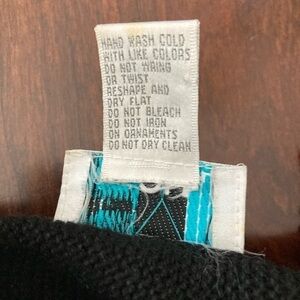 HAND WASH COLD
WITH LIKE COLORS
DO NOT WRING
OR TWIST
RESHAPE AND
DRY FLAT
DO NOT BLEACH
DO NOT IRON
ON ORNAMENTS
DO NOT DRY CLEAN